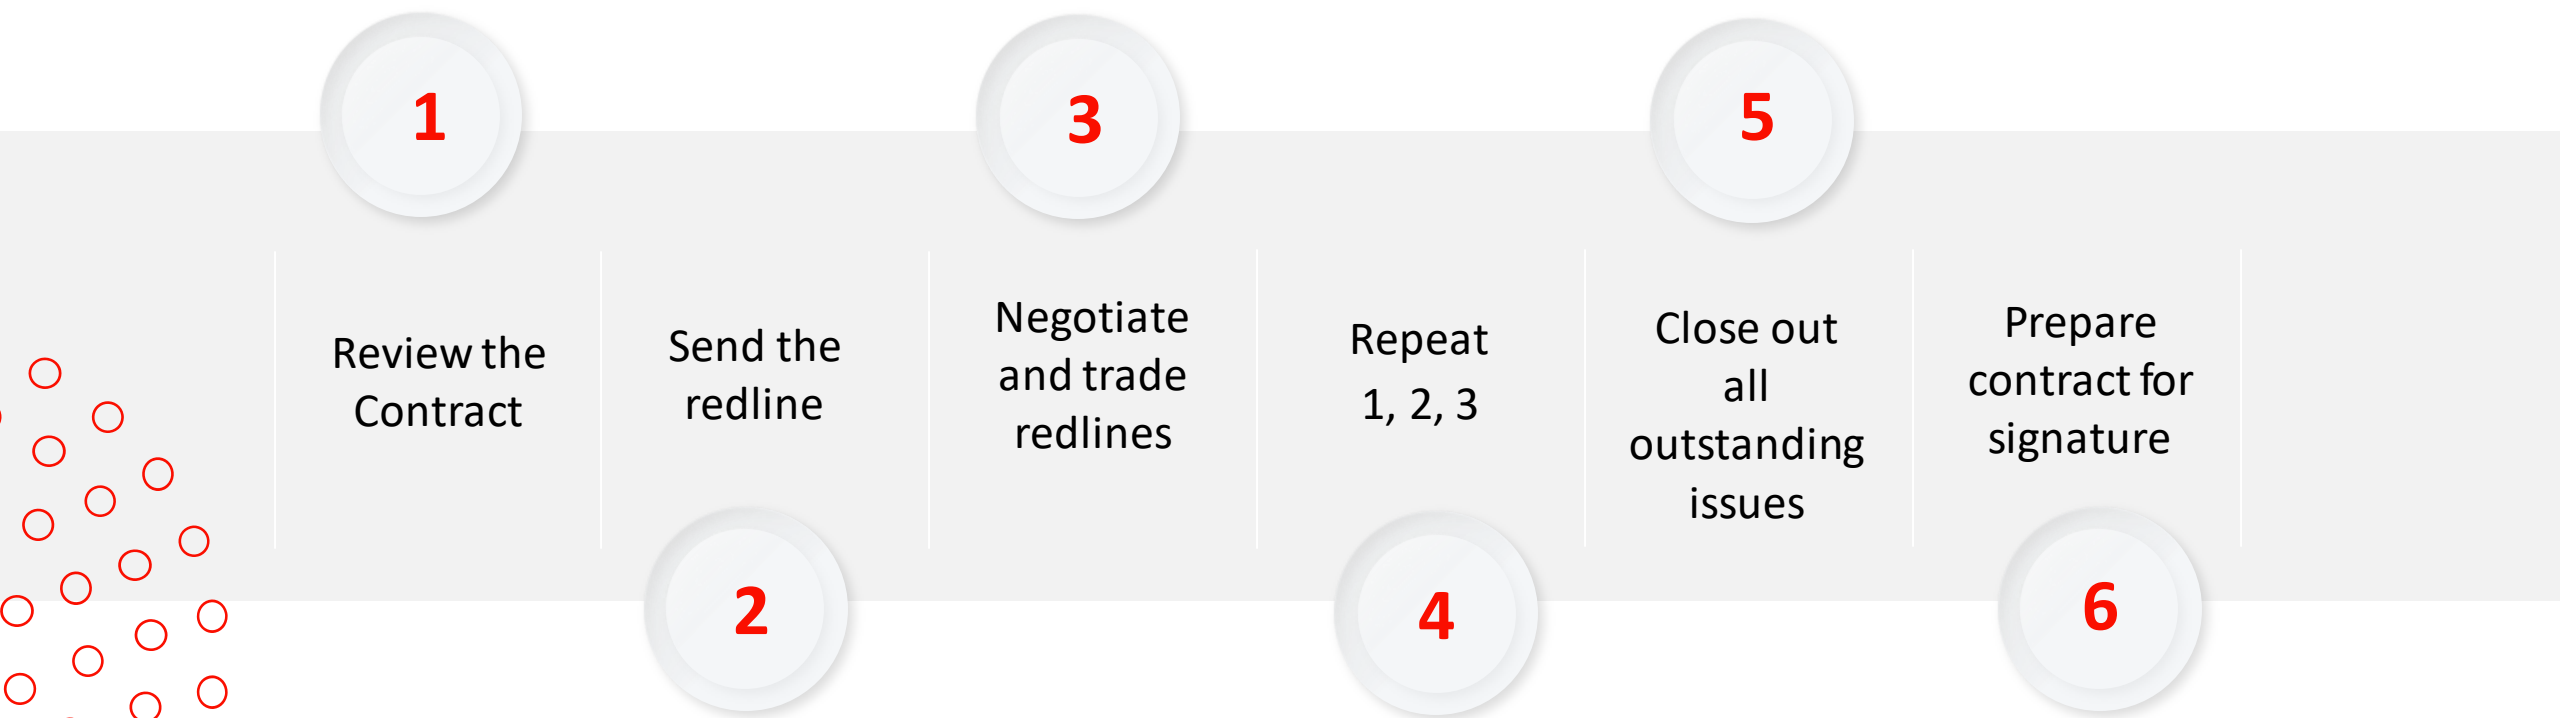 1
Review the
Contract
2
Send the
redline
3
Negotiate
and trade
redlines
4
Repeat
1, 2, 3
5
Close out
all
outstanding
issues
6
Prepare
contract for
signature